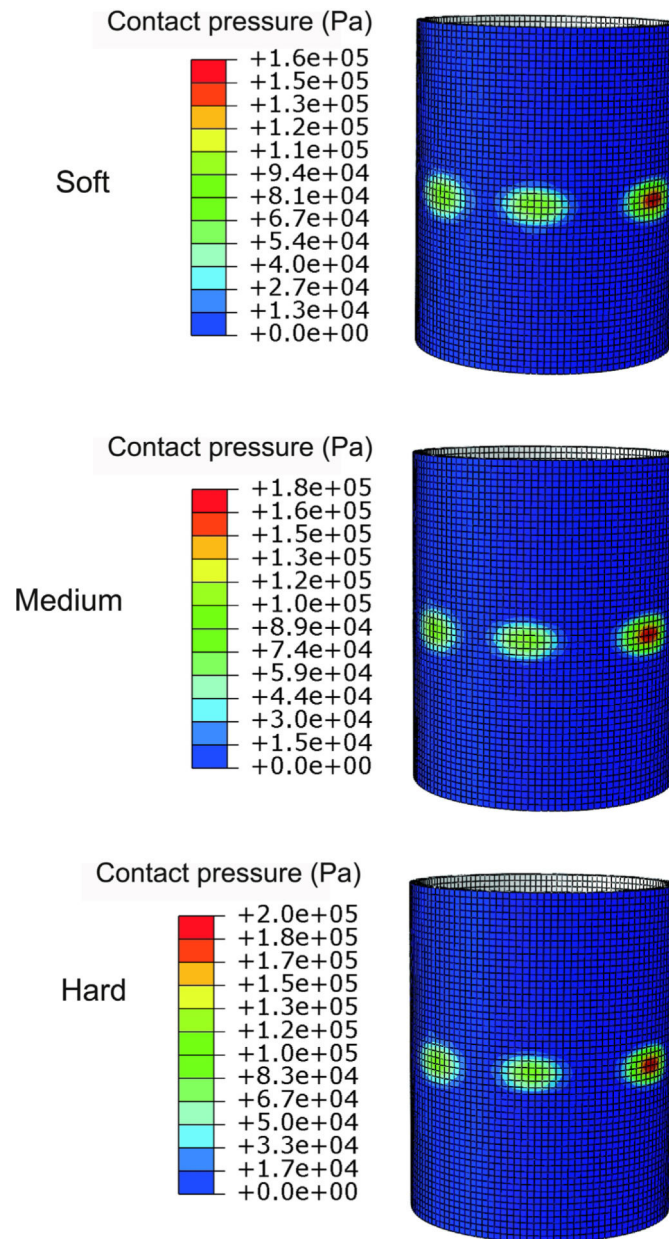 Contact pressure (Pa)
+1.6e+05
+1.5e+05
+1.3e+05
+1.2e+05
+1.1e+05
+9.4e+04
+8.1e+04
+6.7e+04
+5.4e+04
+4.0e+04
+2.7e+04
+1.3e+04
+0.0e+00
Soft
Contact pressure (Pa)
+1.8e+05
+1.6e+05
+1.5e+05
+1.3e+05
+1.2e+05
+1.0e+05
+8.9e+04
+7.4e+04
+5.9e+04
+4.4e+04
+3.0e+04
+1.5e+04
+0.0e+00
Medium
Contact pressure (Pa)
+2.0e+05
+1.8e+05
+1.7e+05
+1.5e+05
+1.3e+05
+1.2e+05
+1.0e+05
+8.3e+04
+6.7e+04
+5.0e+04
+3.3e+04
+1.7e+04
+0.0e+00
Hard